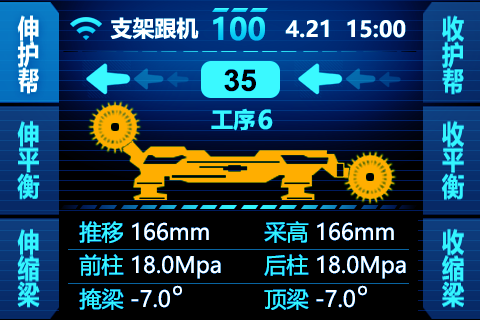 支架跟机 100 4.21 15:00
伸护帮
收护帮
35
工序6
伸平衡
收平衡
推移 166mm 采高 166mm
前柱 18.0Mpa 后柱 18.0Mpa
掩梁 -7.0° 顶梁 -7.0°
伸缩梁
收缩梁